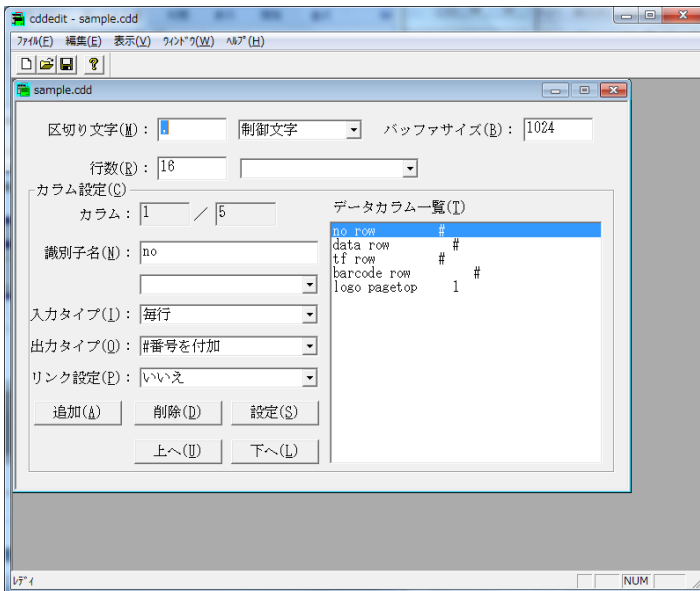 cddedit - sample.cdd
ﾌｧｲﾙ(F) 編集(E) 表示(V) ｳｨﾝﾄﾞｳ(W) ﾍﾙﾌﾟ(H)
sample.cdd
区切り文字(M): , 制御文字 バッファサイズ(B): 1024
行数(R): 16
カラム設定(C)
カラム: 1 / 5
データカラム一覧(T)
no row #
data row #
tf row #
barcode row #
logo pagetop 1
識別子名(N): no
入力タイプ(I): 毎行
出力タイプ(O): #番号を付加
リンク設定(P): いいえ
追加(A) 削除(D) 設定(S)
上へ(U) 下へ(L)
ﾚﾃﾞｨ NUM